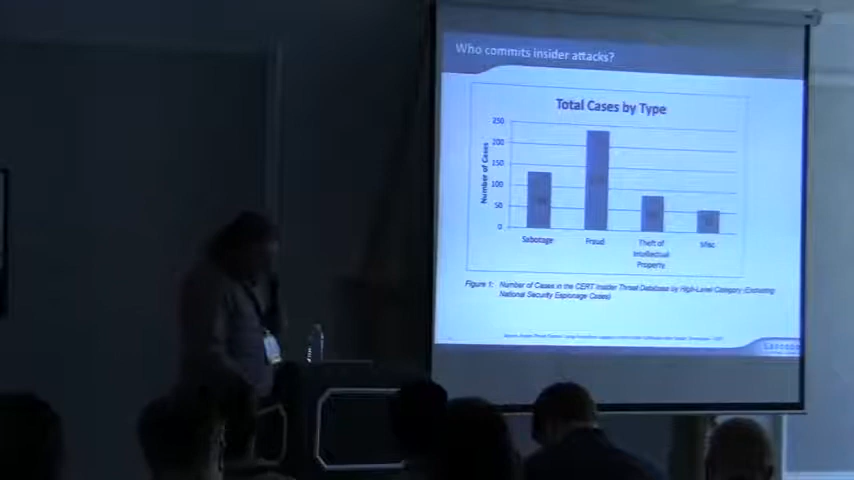 Who commits insider attacks?
Total Cases by Type
250
200
150
100
50
0
Number of Cases
Sabotage
Fraud
Theft of
Intellectual
Property
Misc
Figure 1: Number of Cases in the CERT Insider Threat Database by High-Level Category (Excluding
National Security Espionage Cases)